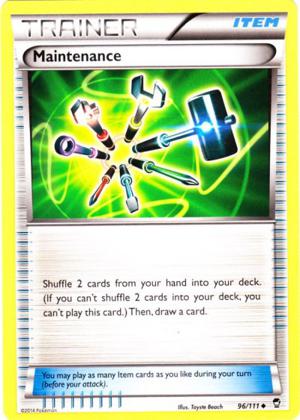 TRAINER ITEM
Maintenance
Shuffle 2 cards from your hand into your deck.
(If you can't shuffle 2 cards into your deck, you
can't play this card.) Then, draw a card.
You may play as many Item cards as you like during your turn
(before your attack).
©2014 Pokémon Illus. Toyste Beach 96/111